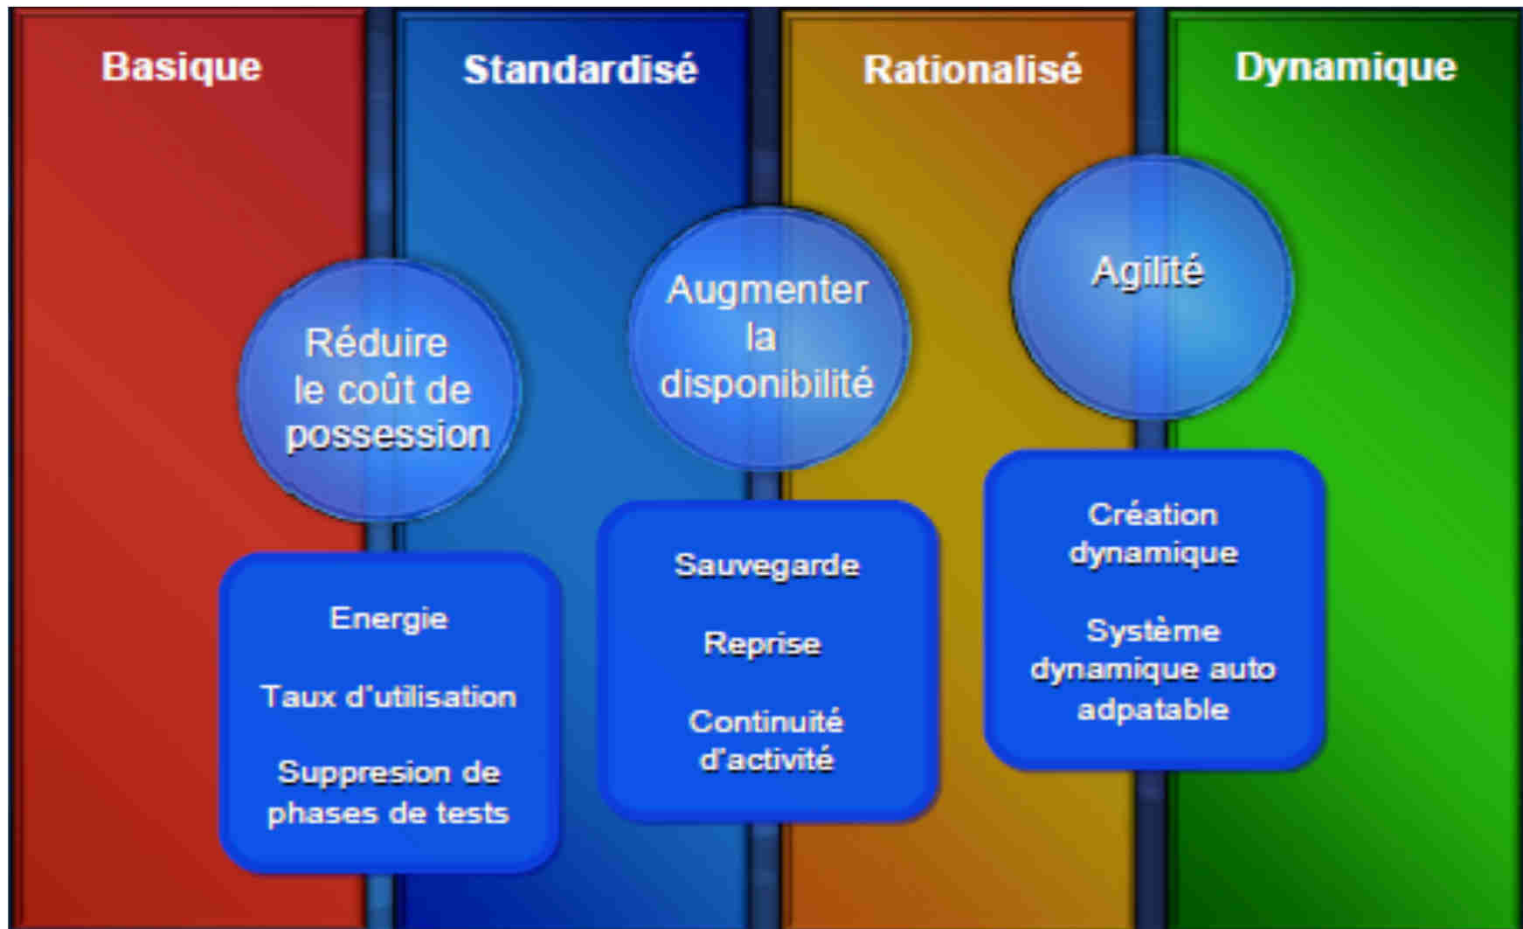 Basique
Standardisé
Rationalisé
Dynamique
Réduire
le coût de
possession
Augmenter
la
disponibilité
Agilité
Energie
Taux d'utilisation
Suppresion de
phases de tests
Sauvegarde
Reprise
Continuité
d'activité
Création
dynamique
Système
dynamique auto
adpatable